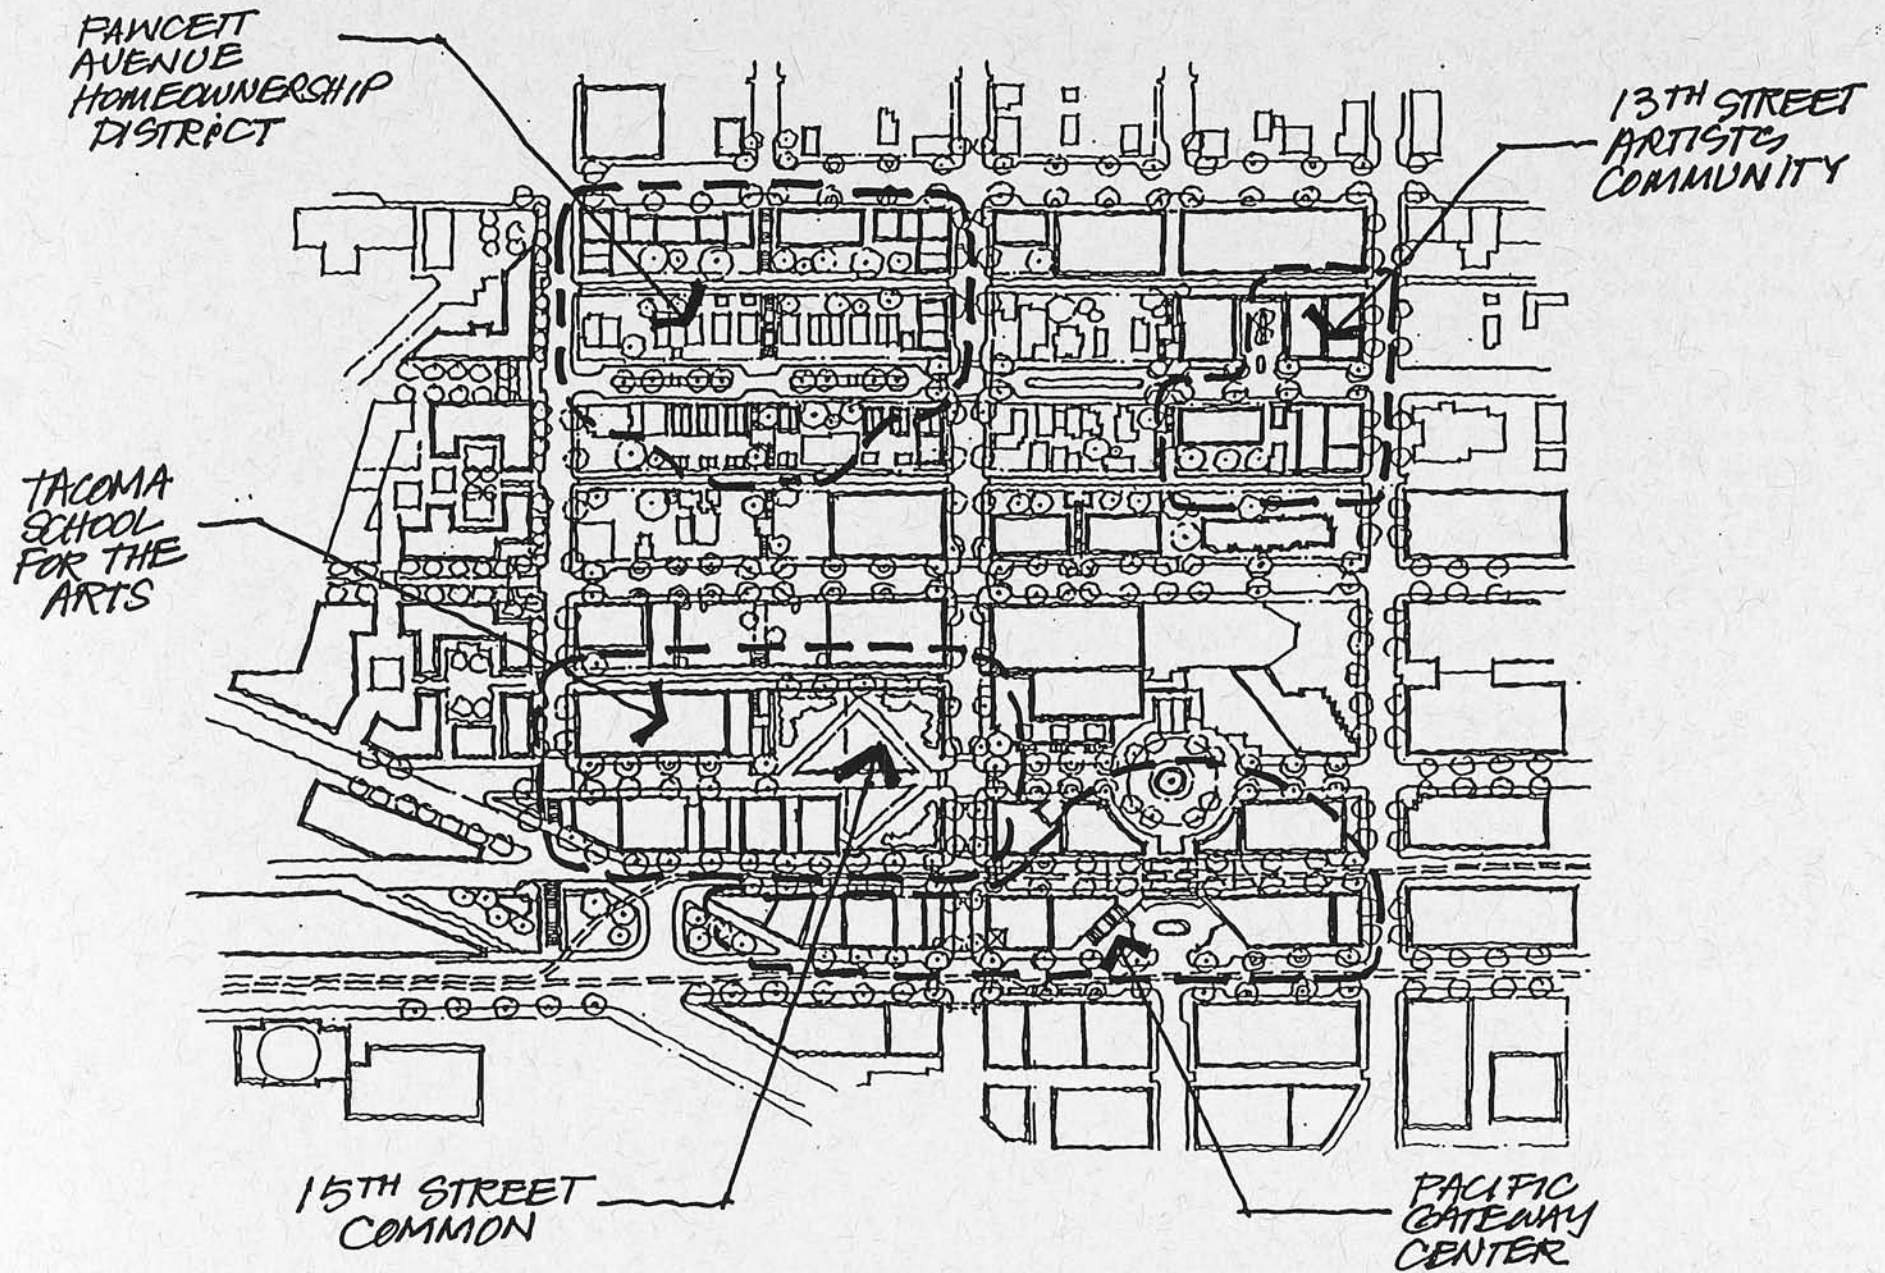 FAWCETT
AVENUE
HOMEOWNERSHIP
DISTRICT
13TH STREET
ARTISTS
COMMUNITY
TACOMA
SCHOOL
FOR THE
ARTS
15TH STREET
COMMON
PACIFIC
GATEWAY
CENTER